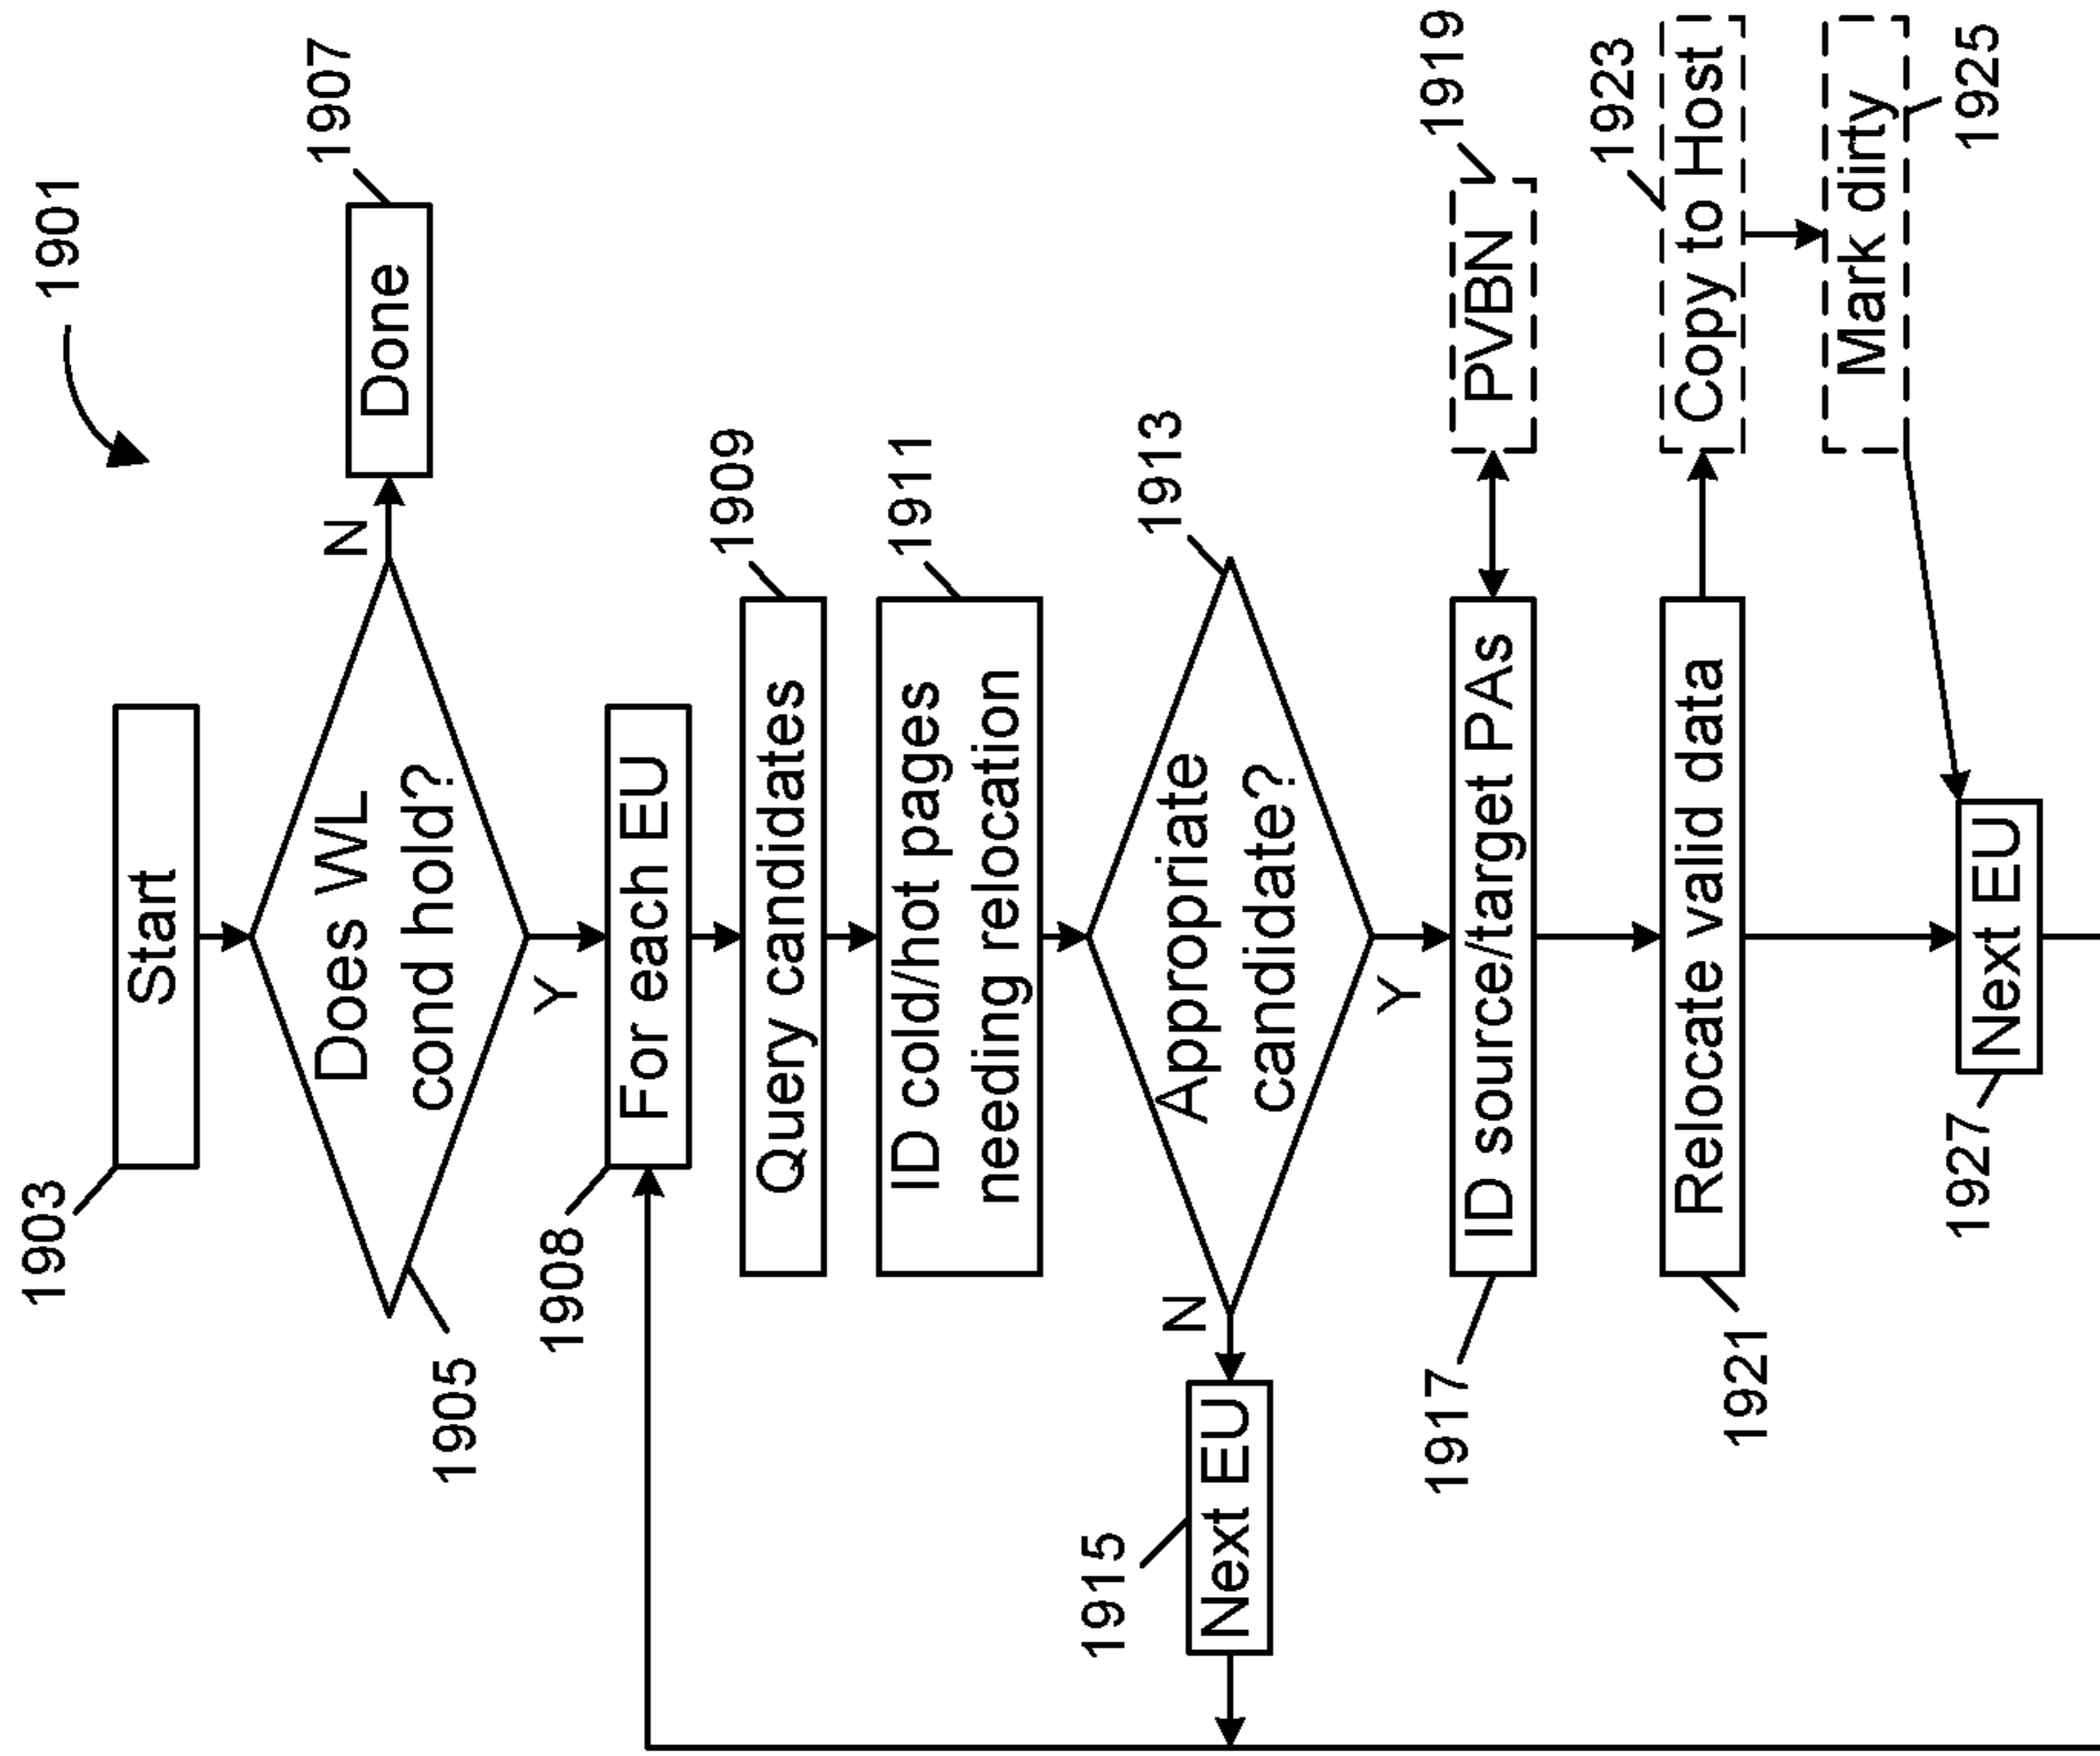 1901
1903
Start
1905
Does WL
cond hold?
N
1907
Done
Y
1908
For each EU
1909
Query candidates
1911
ID cold/hot pages
needing relocation
1913
Appropriate
candidate?
N
1915
Next EU
Y
1917
ID source/target PAs
1919
PVBN
1921
Relocate valid data
1923
Copy to Host
1925
Mark dirty
1927
Next EU